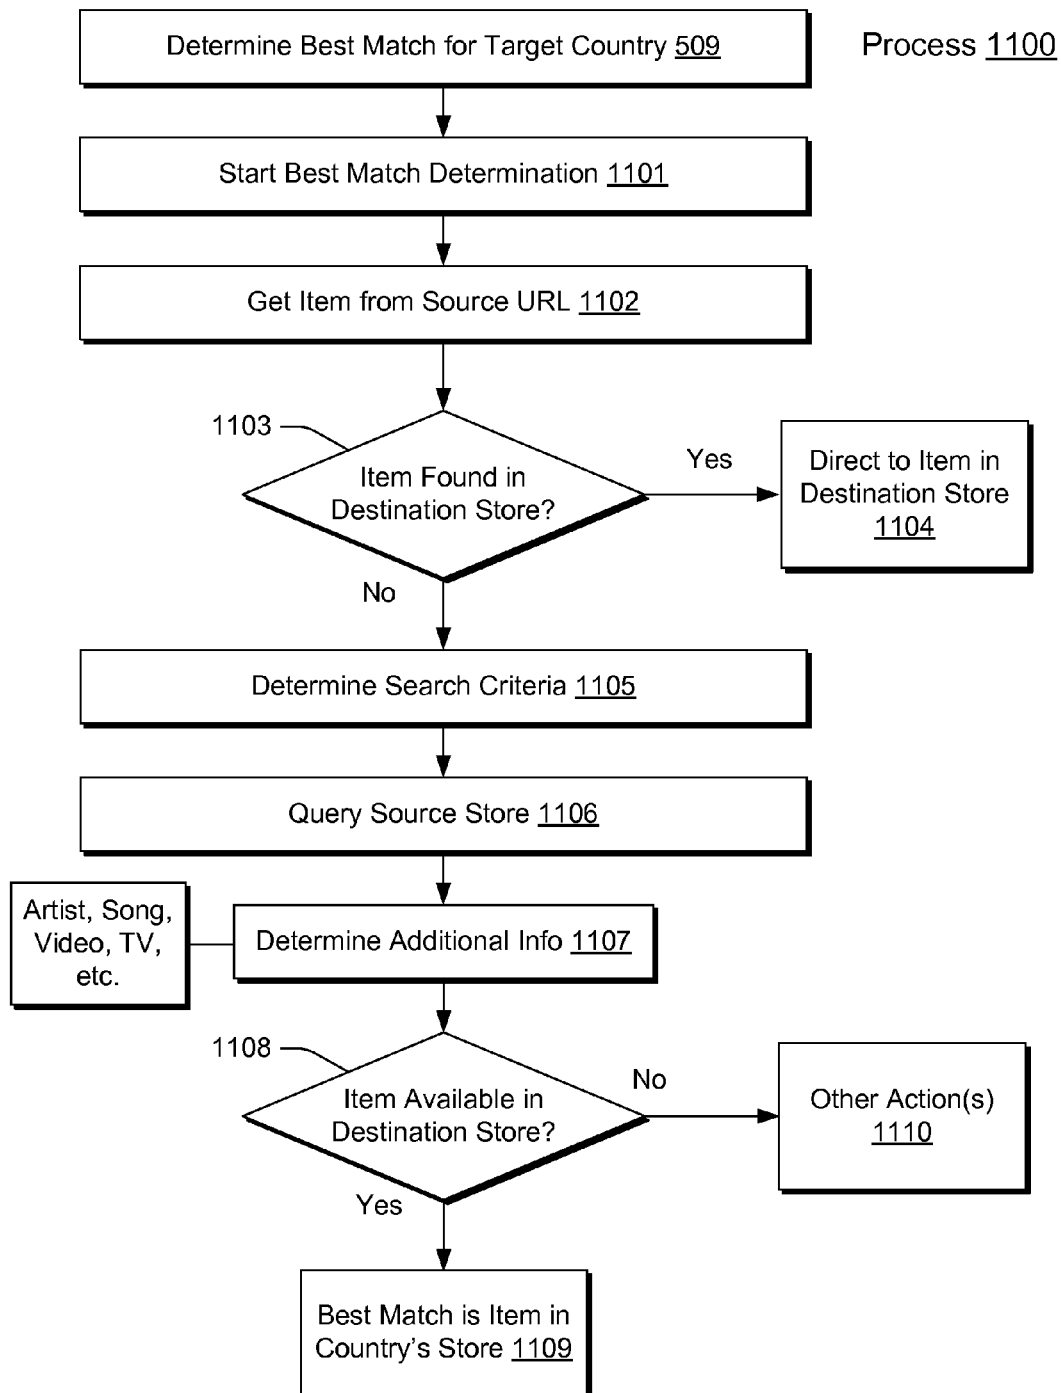 Determine Best Match for Target Country 509
Process 1100
Start Best Match Determination 1101
Get Item from Source URL 1102
1103
Item Found in
Destination Store?
Yes
Direct to Item in
Destination Store
1104
No
Determine Search Criteria 1105
Query Source Store 1106
Artist, Song,
Video, TV,
etc.
Determine Additional Info 1107
1108
Item Available in
Destination Store?
No
Other Action(s)
1110
Yes
Best Match is Item in
Country's Store 1109